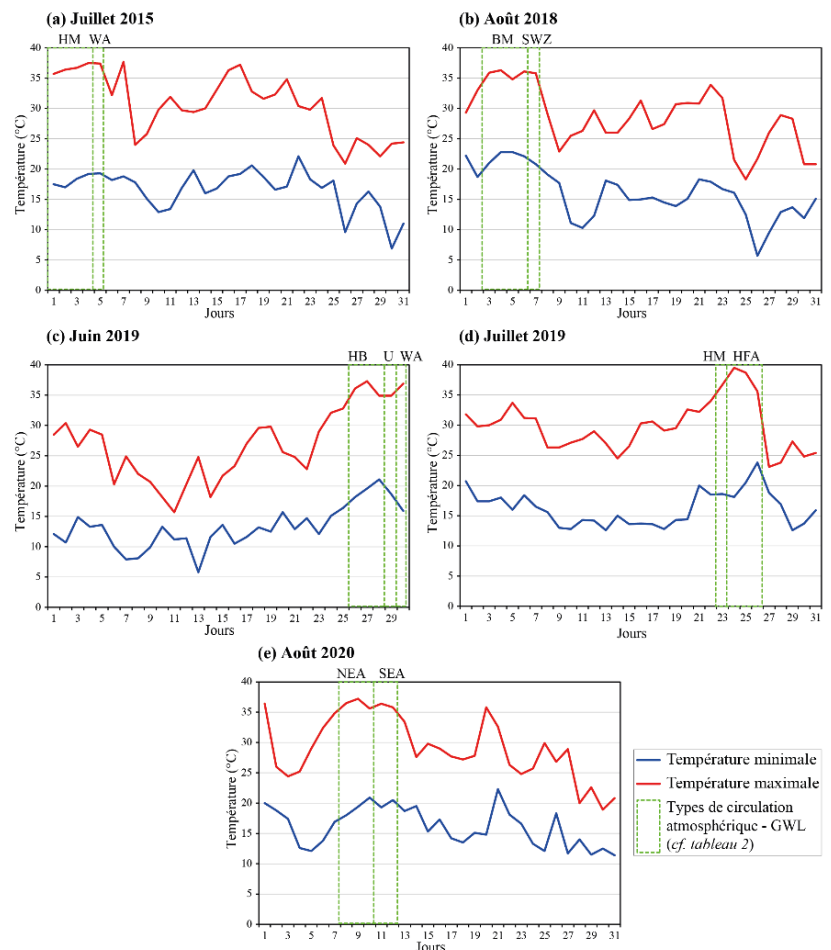 (a) Juillet 2015
HM WA
Température (°C)
40
35
30
25
20
15
10
5
0
1 3 5 7 9 11 13 15 17 19 21 23 25 27 29 31
Jours
(b) Août 2018
BM SWZ
Température (°C)
40
35
30
25
20
15
10
5
0
1 3 5 7 9 11 13 15 17 19 21 23 25 27 29 31
Jours
(c) Juin 2019
HB U WA
Température (°C)
40
35
30
25
20
15
10
5
0
1 3 5 7 9 11 13 15 17 19 21 23 25 27 29
Jours
(d) Juillet 2019
HM HFA
Température (°C)
40
35
30
25
20
15
10
5
0
1 3 5 7 9 11 13 15 17 19 21 23 25 27 29 31
Jours
(e) Août 2020
NEA SEA
Température (°C)
40
35
30
25
20
15
10
5
0
1 3 5 7 9 11 13 15 17 19 21 23 25 27 29 31
Jours
Température minimale
Température maximale
Types de circulation
atmosphérique - GWL
(cf. tableau 2)